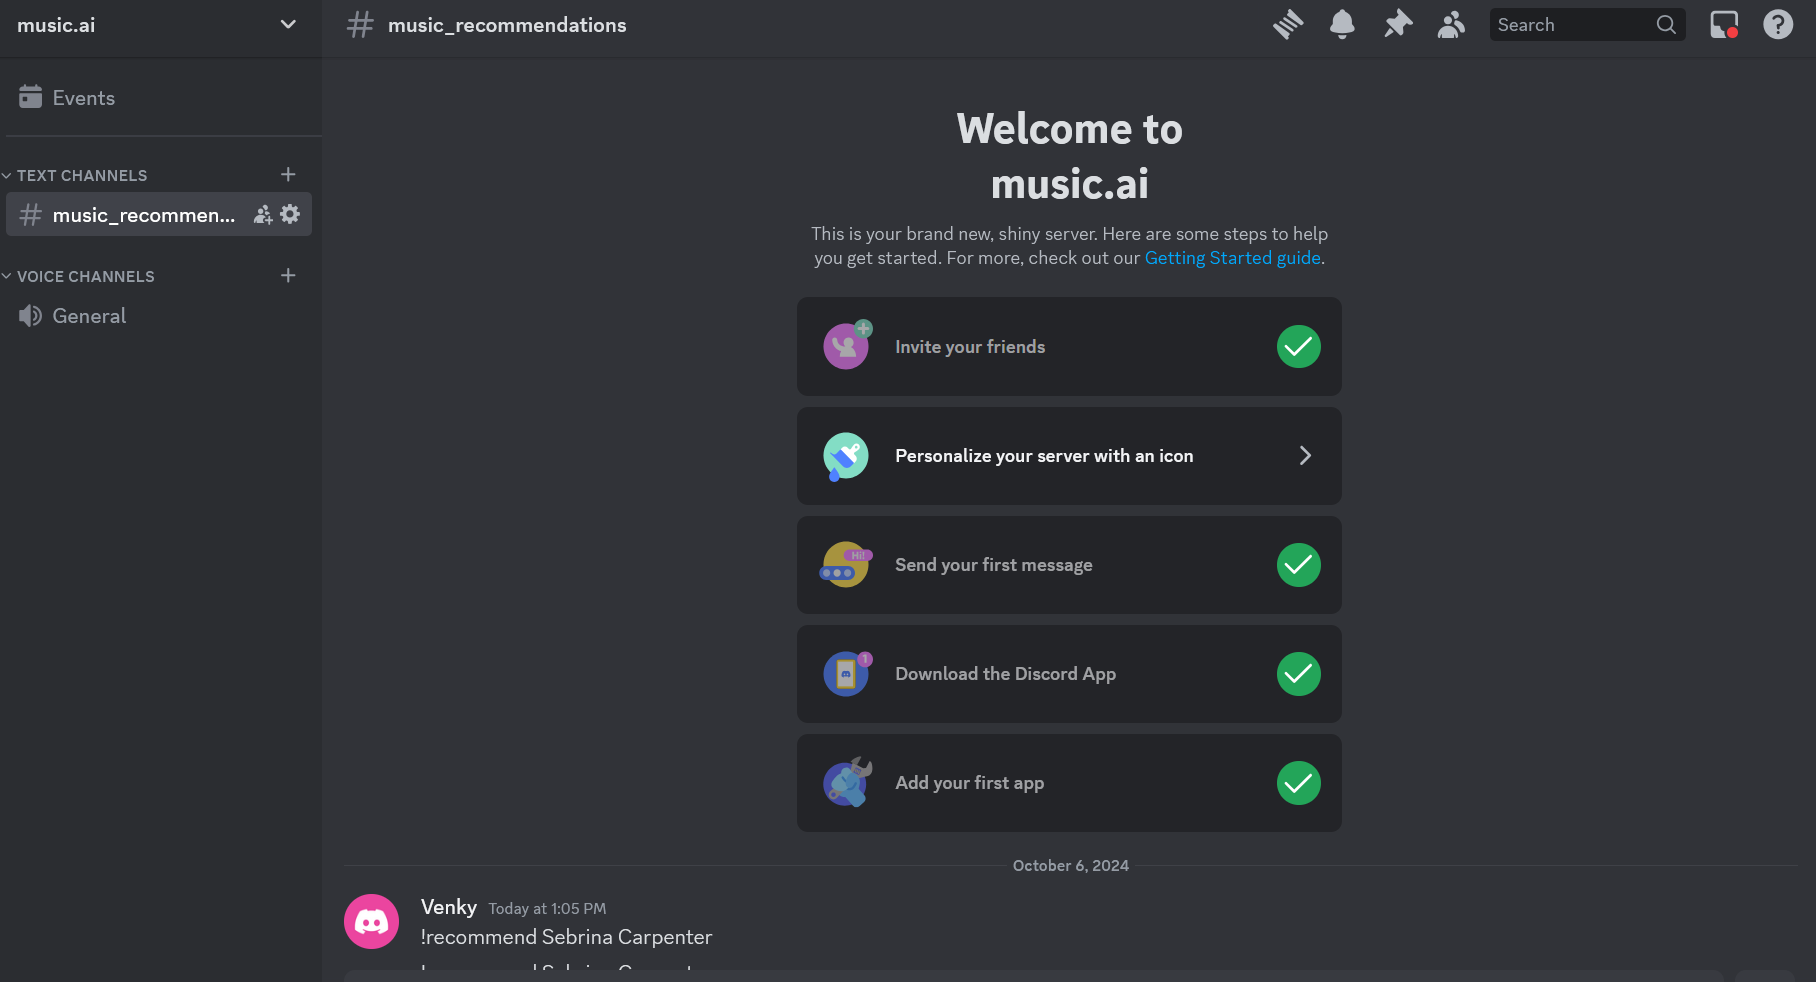 music.ai
Events
TEXT CHANNELS
music_recommen...
VOICE CHANNELS
General
music_recommendations
Search
Welcome to
music.ai
This is your brand new, shiny server. Here are some steps to help
you get started. For more, check out our Getting Started guide.
Invite your friends
Personalize your server with an icon
Hi!
Send your first message
1
Download the Discord App
Add your first app
October 6, 2024
Venky Today at 1:05 PM
!recommend Sebrina Carpenter